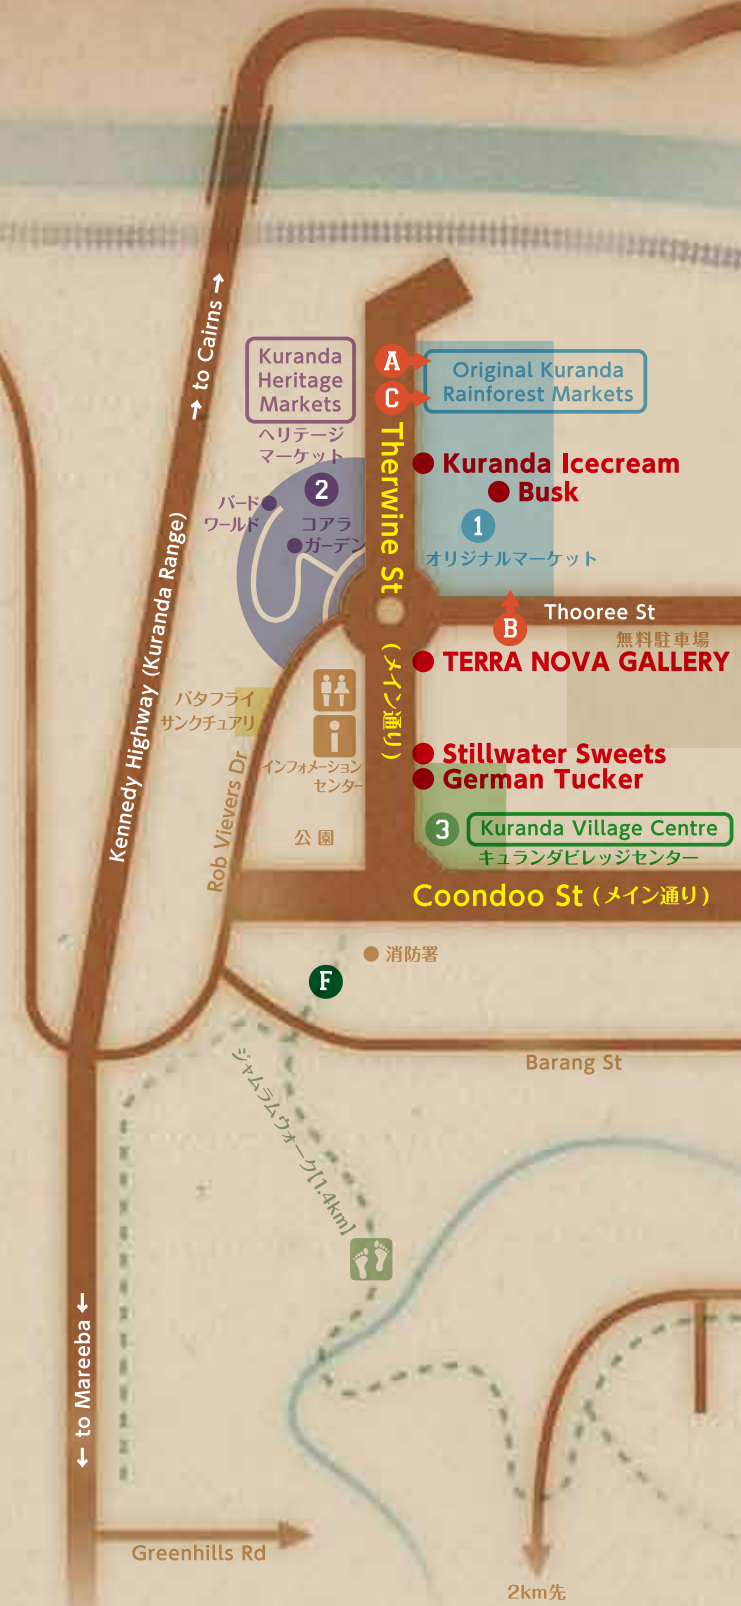 ← to Cairns →
Kuranda
Heritage
Markets
ヘリテージ
マーケット
A
C
Original Kuranda
Rainforest Markets
Therwine St
(メイン通り)
Kuranda Icecream
Busk
2
バード
ワールド
コアラ
ガーデン
1
オリジナルマーケット
Kennedy Highway (Kuranda Range)
Thooree St
B
無料駐車場
TERRA NOVA GALLERY
バタフライ
サンクチュアリ
i
インフォメーション
センター
Stillwater Sweets
German Tucker
Rob Vievers Dr
公園
3
Kuranda Village Centre
キュランダビレッジセンター
Coondoo St (メイン通り)
消防署
F
Barang St
ジャムラムウォーク[1.4km]
← to Mareeba ←
Greenhills Rd
2km先